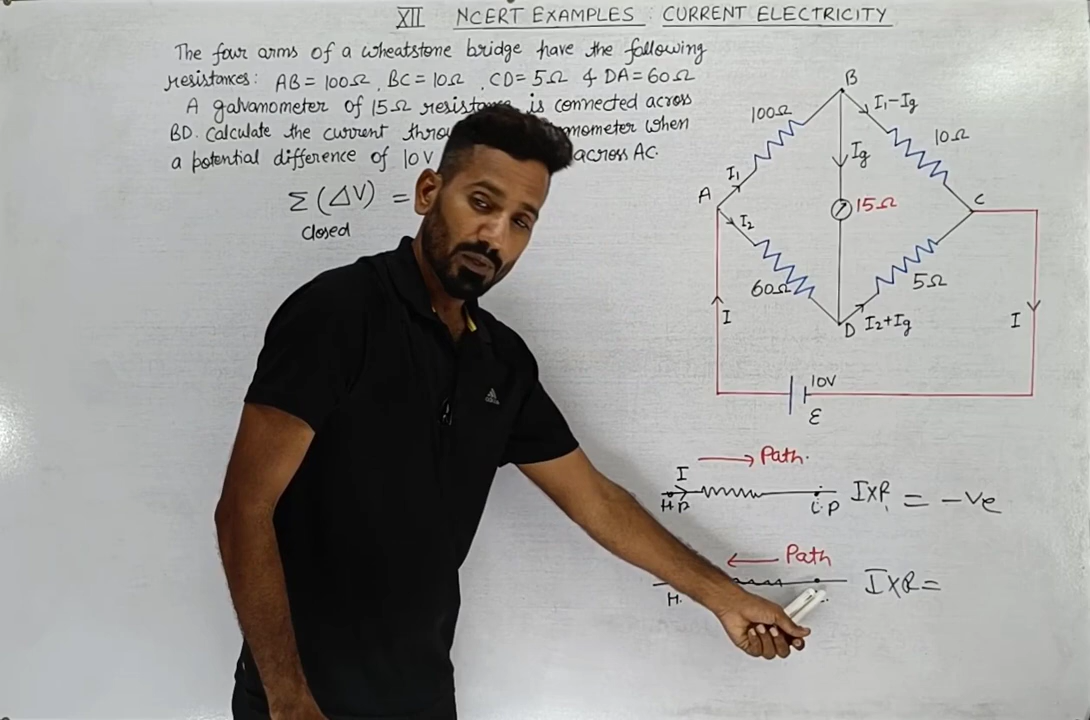 XII NCERT EXAMPLES : CURRENT ELECTRICITY
The four arms of a wheatstone bridge have the following
resistances: AB = 100Ω, BC = 10Ω, CD = 5Ω & DA = 60Ω
A galvanometer of 15Ω resistance is connected across
BD. Calculate the current when
a potential difference of 10V across AC.
Σ(ΔV) =
closed
B
100Ω
I₁-Ig
10Ω
Ig
I₁
A
C
15Ω
I₂
60Ω
5Ω
D
I₂+Ig
I
I
10V
ε
Path.
I
H.P
L.P
I×R = -ve
Path
H.
I×R =